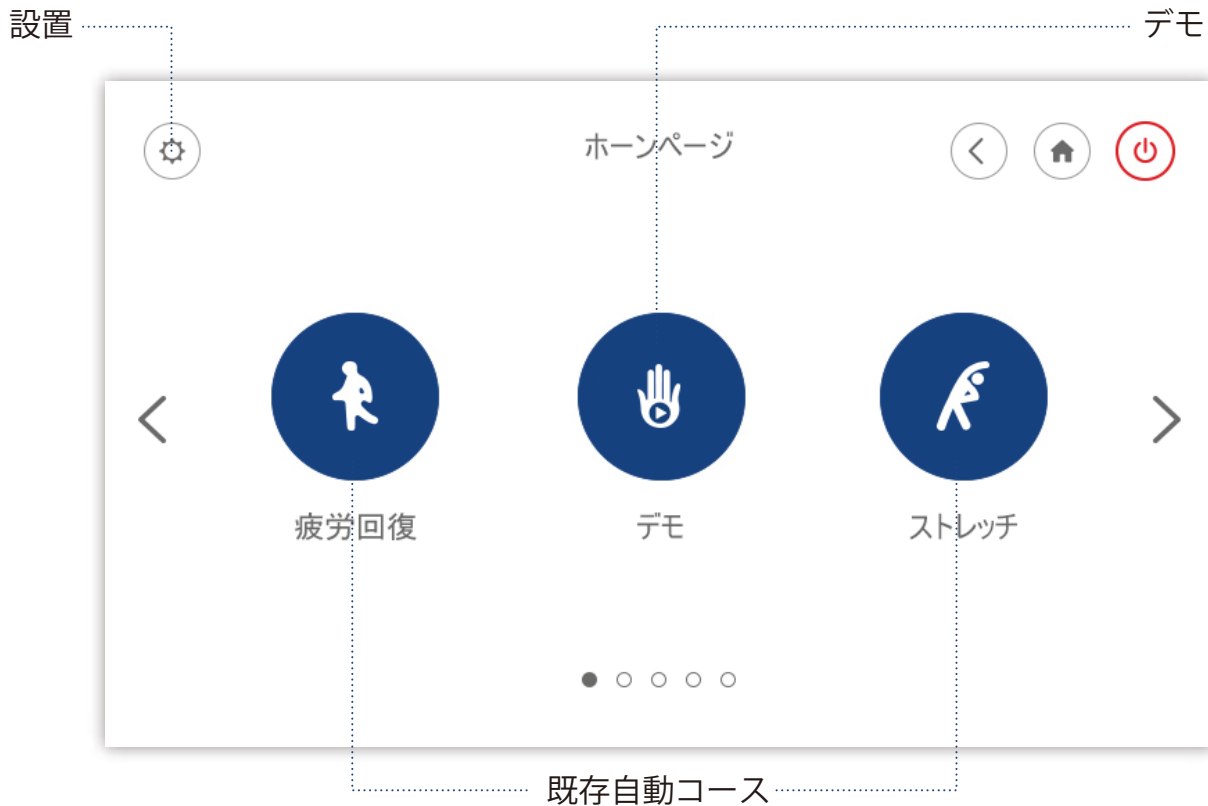 設置
デモ
ホーンページ
疲労回復
デモ
ストレッチ
既存自動コース